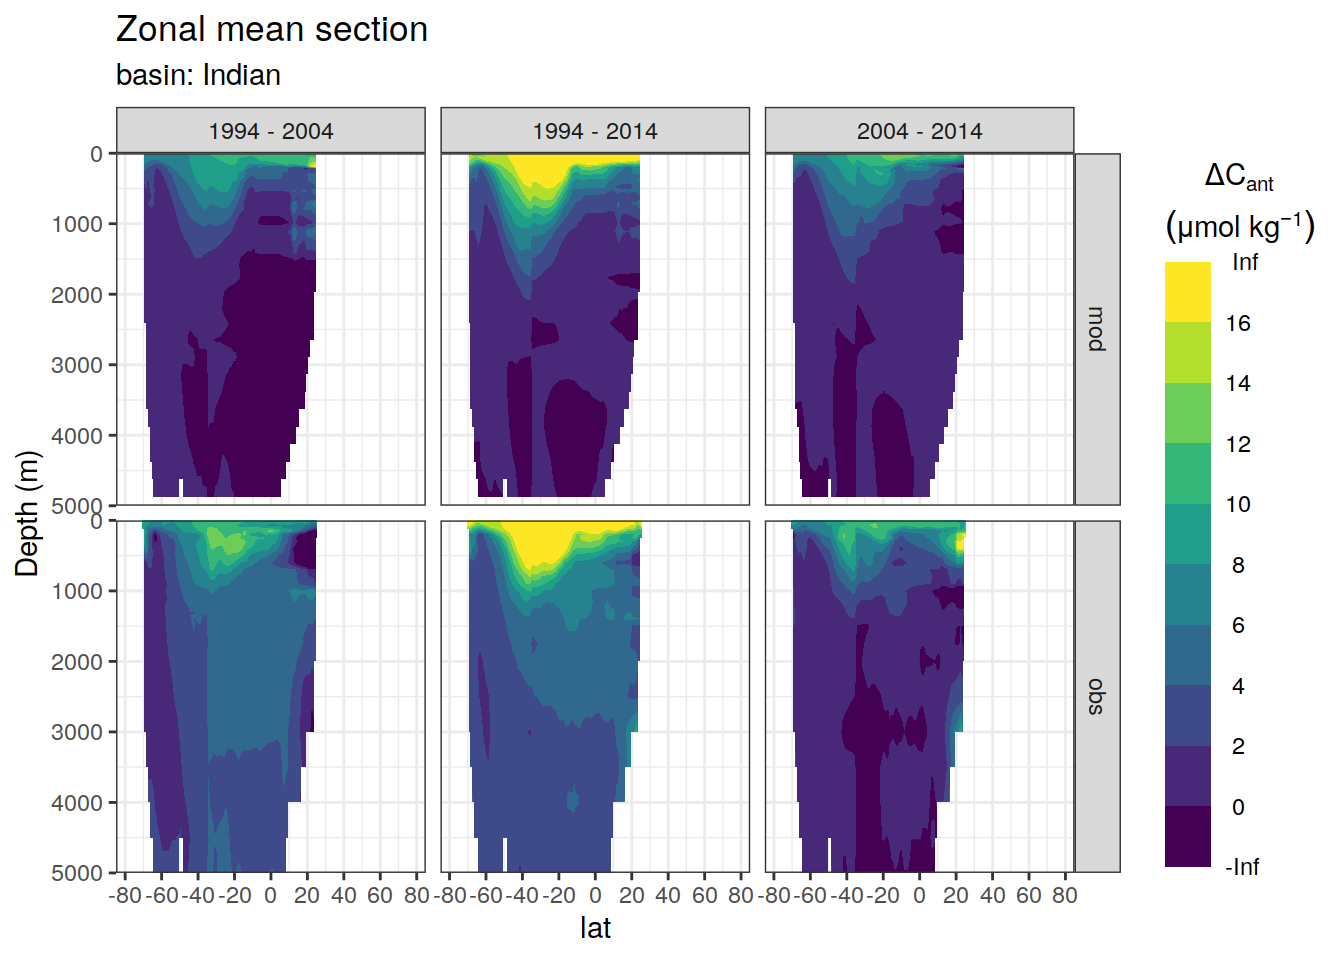 Zonal mean section
basin: Indian
1994 - 2004
1994 - 2014
2004 - 2014
0
1000
2000
3000
4000
5000
mod
0
1000
2000
3000
4000
5000
obs
Depth (m)
-80 -60 -40 -20 0 20 40 60 80
-80 -60 -40 -20 0 20 40 60 80
-80 -60 -40 -20 0 20 40 60 80
lat
ΔCant
(μmol kg⁻¹)
Inf
16
14
12
10
8
6
4
2
0
-Inf